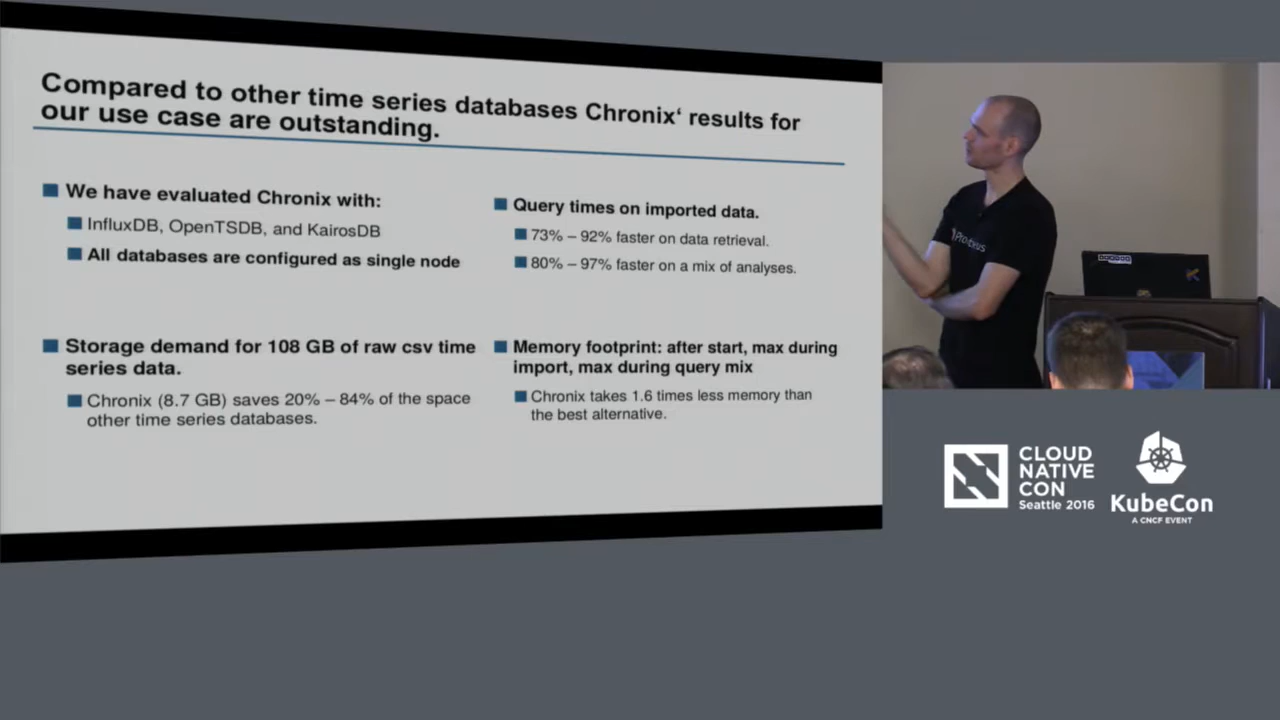 Compared to other time series databases Chronix‘ results for
our use case are outstanding.
We have evaluated Chronix with:
InfluxDB, OpenTSDB, and KairosDB
All databases are configured as single node
Storage demand for 108 GB of raw csv time
series data.
Chronix (8.7 GB) saves 20% – 84% of the space
other time series databases.
Query times on imported data.
73% – 92% faster on data retrieval.
80% – 97% faster on a mix of analyses.
Memory footprint: after start, max during
import, max during query mix
Chronix takes 1.6 times less memory than
the best alternative.
CLOUD
NATIVE
CON
Seattle 2016
KubeCon
A CNCF EVENT